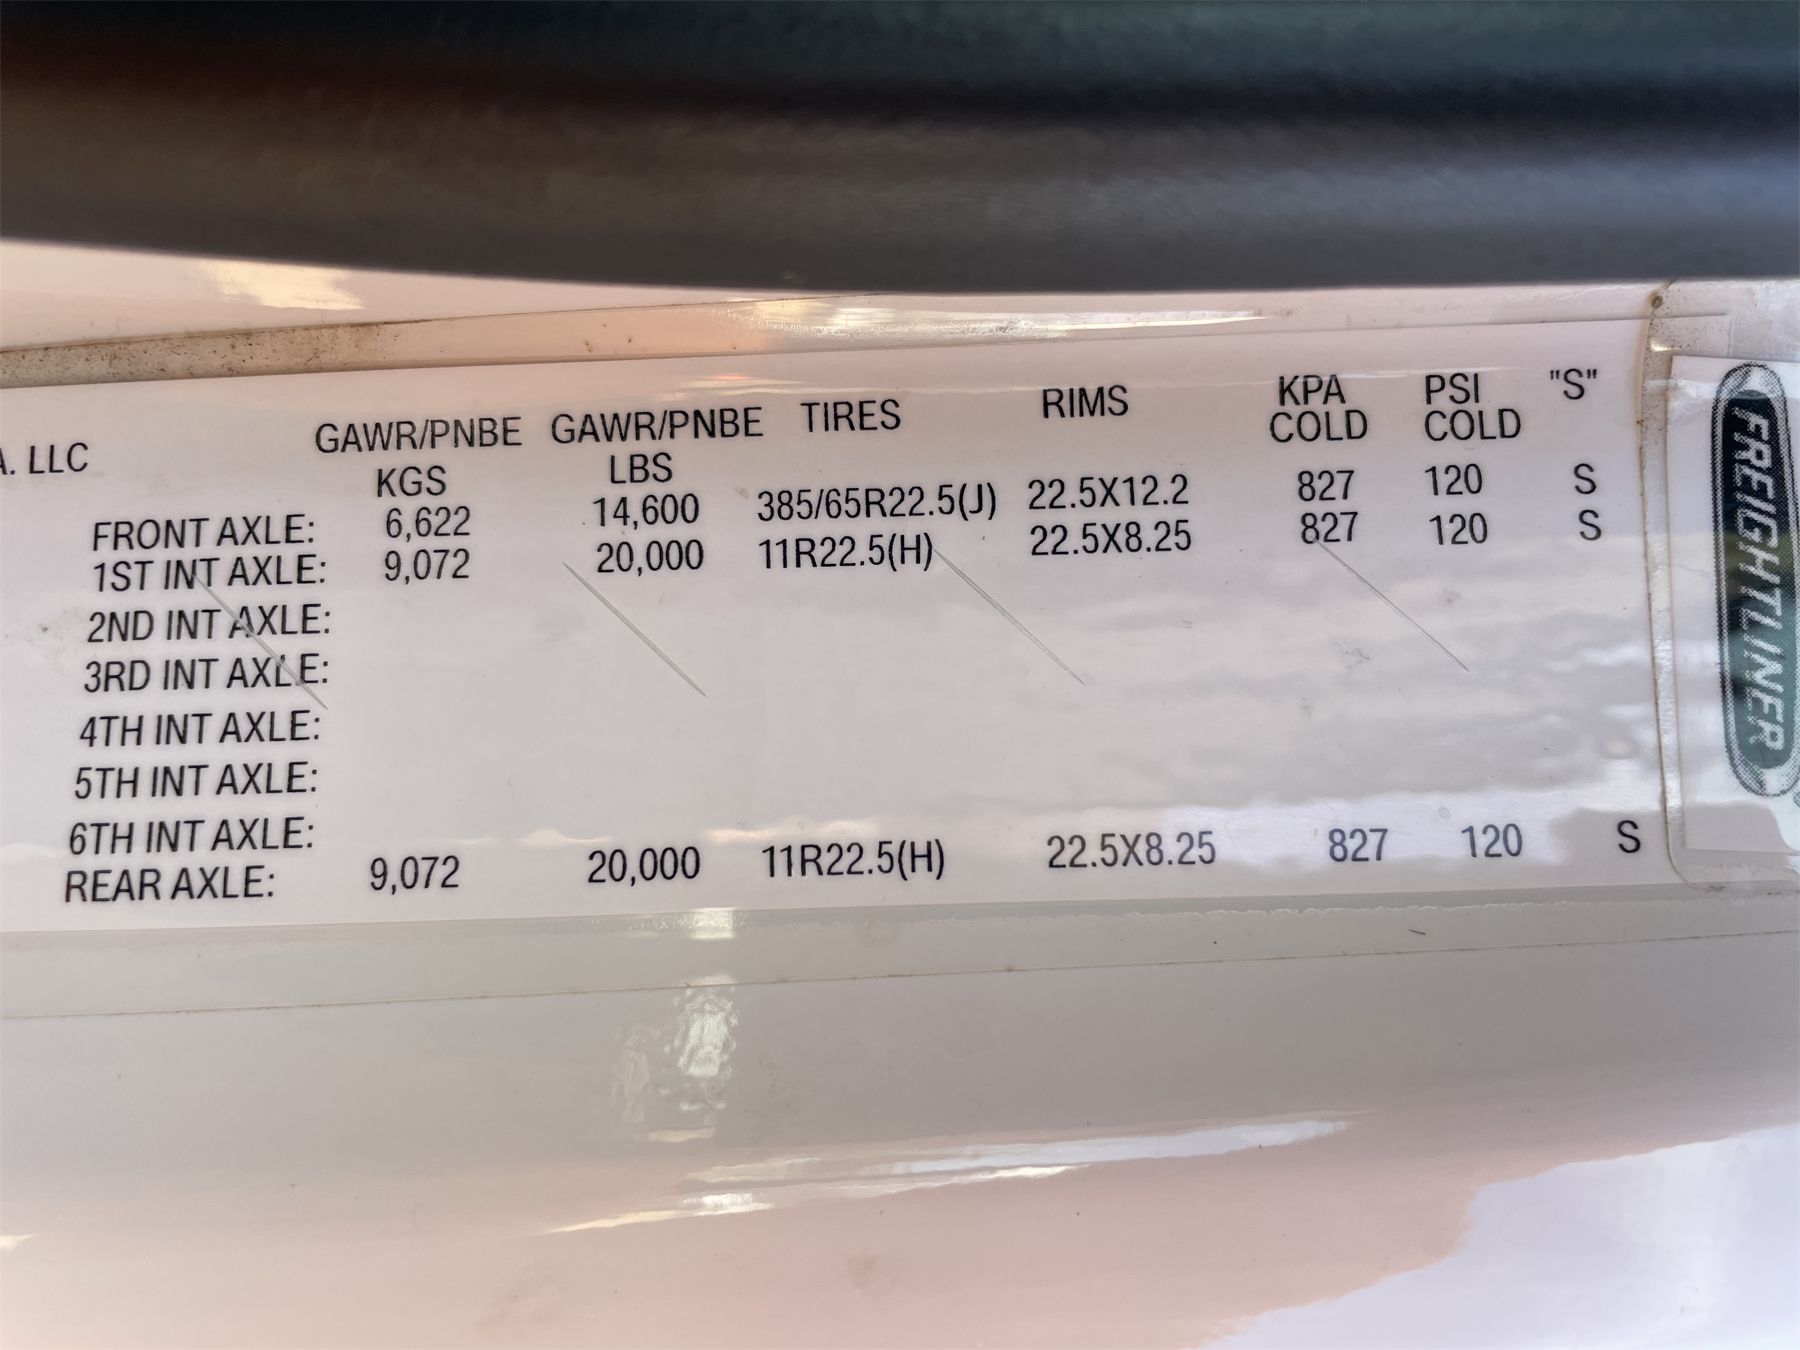 GAWR/PNBE GAWR/PNBE TIRES RIMS KPA PSI "S"
A. LLC KGS LBS COLD COLD
FRONT AXLE: 6,622 14,600 385/65R22.5(J) 22.5X12.2 827 120 S
1ST INT AXLE: 9,072 20,000 11R22.5(H) 22.5X8.25 827 120 S
2ND INT AXLE:
3RD INT AXLE:
4TH INT AXLE:
5TH INT AXLE:
6TH INT AXLE:
REAR AXLE: 9,072 20,000 11R22.5(H) 22.5X8.25 827 120 S
FREIGHTLINER